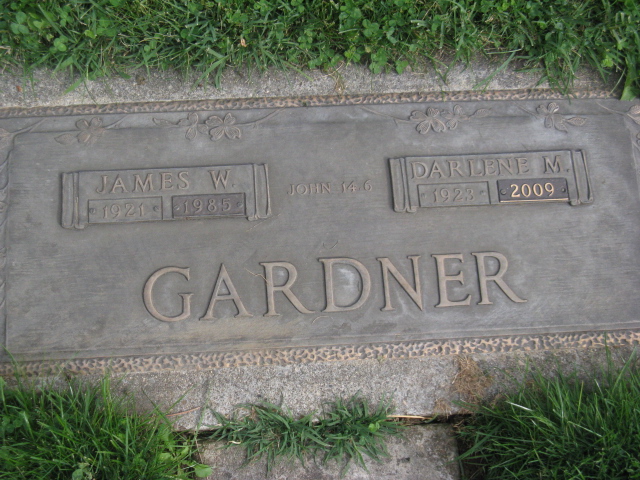 JAMES W.
1921 1985
JOHN 14:6
DARLENE M.
1923 2009
GARDNER